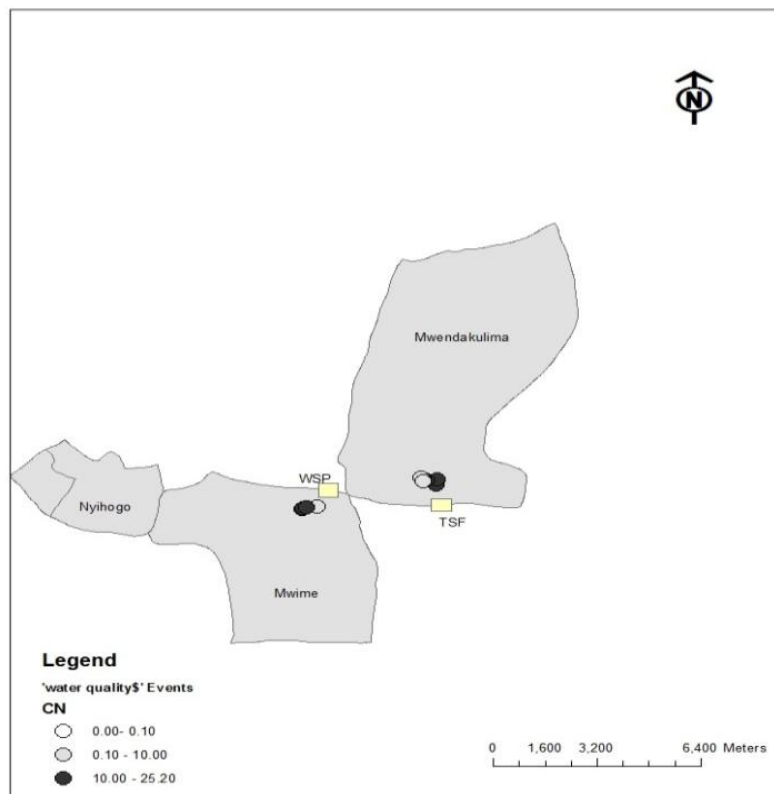 N
Mwendakulima
WSP
Nyihogo
TSF
Mwime
Legend
'water quality$' Events
CN
0.00- 0.10
0.10 - 10.00
10.00 - 25.20
0 1,600 3,200 6,400 Meters